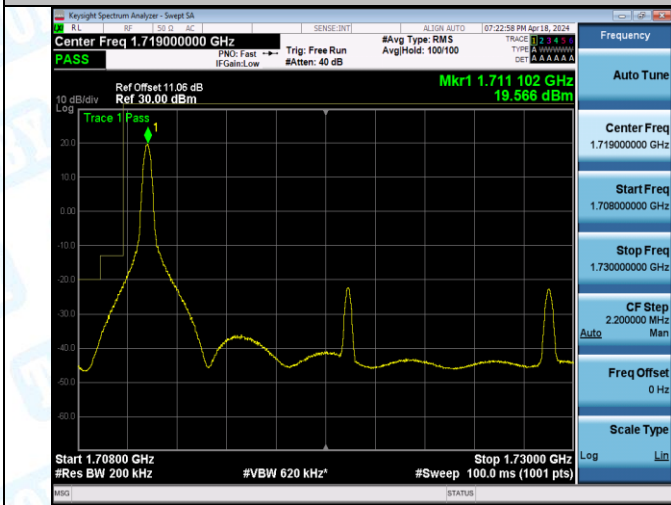 Keysight Spectrum Analyzer - Swept SA
RL RF 50 Ω AC SENSE:INT ALIGN AUTO 07:22:58 PM Apr 18, 2024
Center Freq 1.719000000 GHz #Avg Type: RMS TRACE 1 2 3 4 5 6
PASS PNO: Fast Trig: Free Run Avg|Hold: 100/100 TYPE A WWWWW
IFGain:Low #Atten: 40 dB DET A A A A A A
Mkr1 1.711 102 GHz
19.566 dBm
Ref Offset 11.06 dB
10 dB/div Ref 30.00 dBm
Log
Trace 1 Pass
1
20.0
10.0
0.00
-10.0
-20.0
-30.0
-40.0
-50.0
-60.0
Start 1.70800 GHz Stop 1.73000 GHz
#Res BW 200 kHz #VBW 620 kHz* #Sweep 100.0 ms (1001 pts)
MSG STATUS
Frequency
Auto Tune
Center Freq
1.719000000 GHz
Start Freq
1.708000000 GHz
Stop Freq
1.730000000 GHz
CF Step
2.200000 MHz
Auto Man
Freq Offset
0 Hz
Scale Type
Log Lin